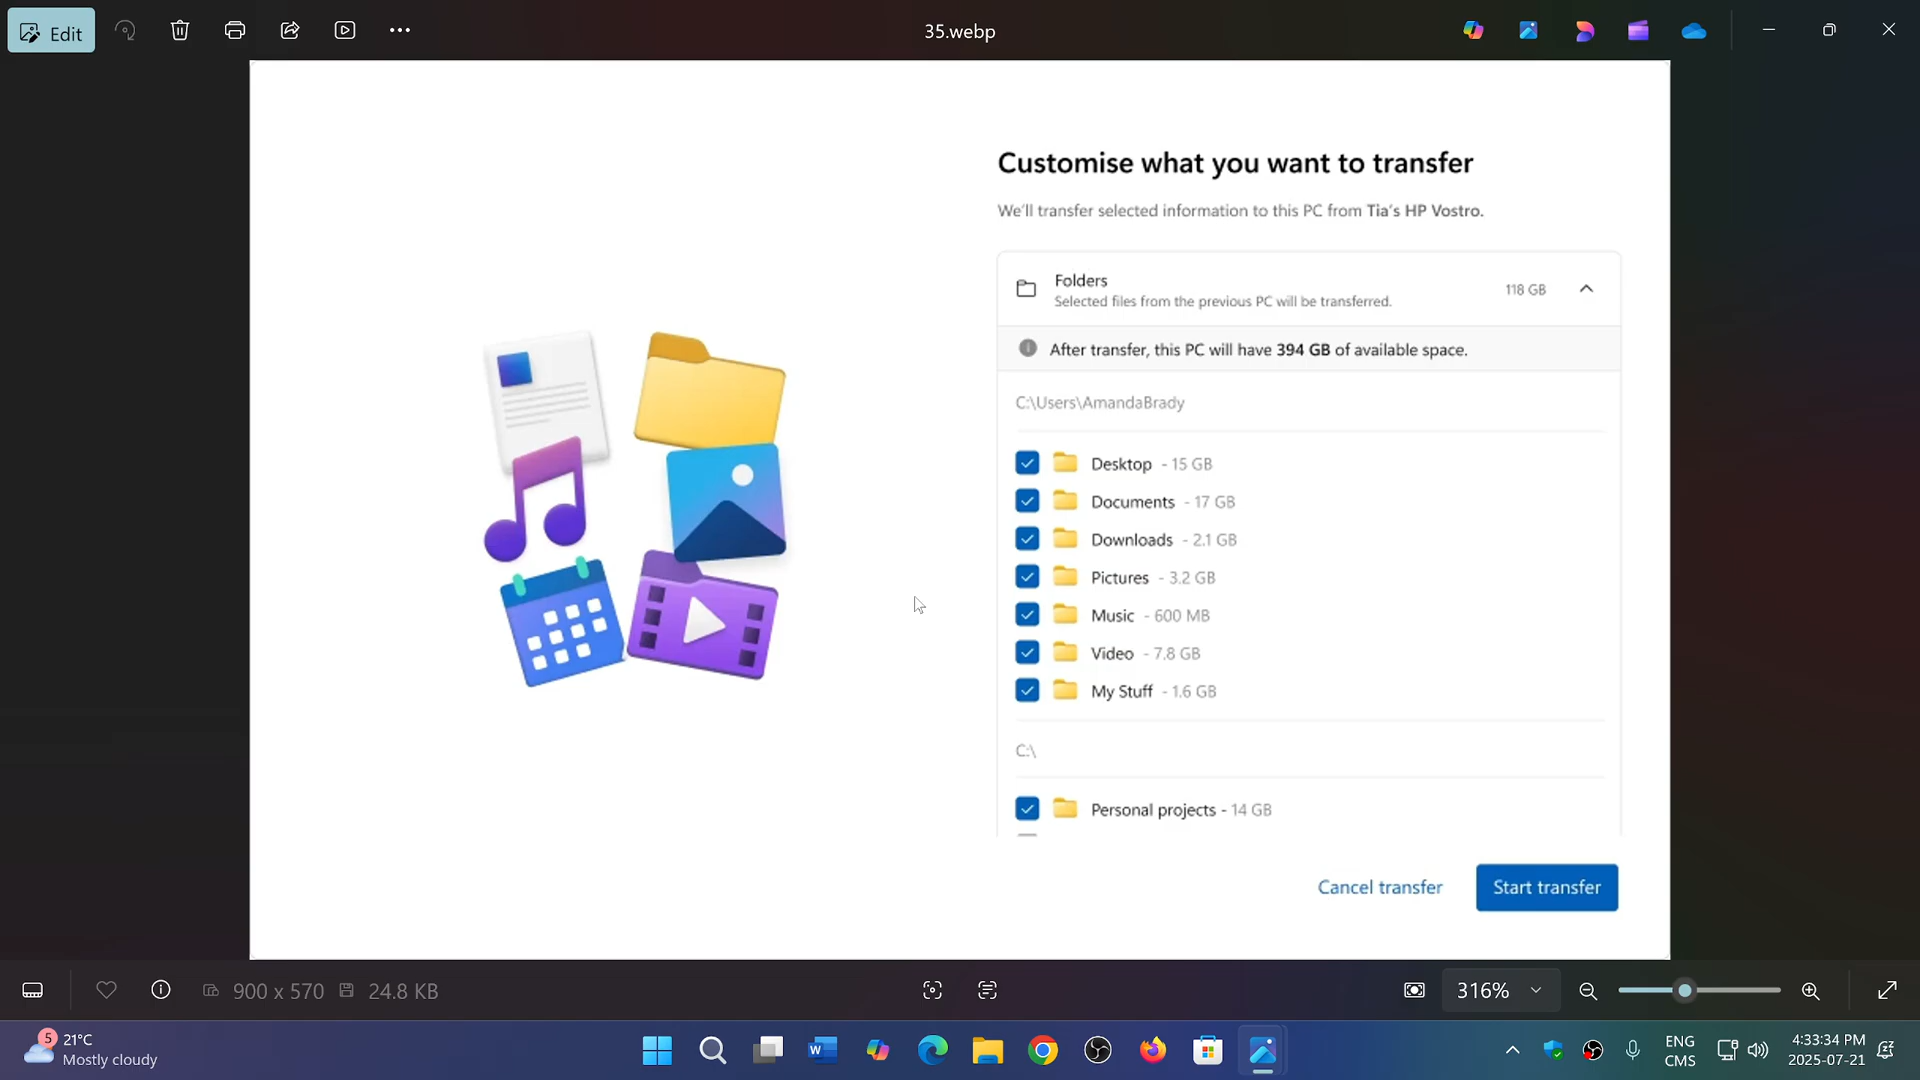 Edit
35.webp
Customise what you want to transfer
We'll transfer selected information to this PC from Tia's HP Vostro.
Folders
118 GB
Selected files from the previous PC will be transferred.
After transfer, this PC will have 394 GB of available space.
C:\Users\AmandaBrady
Desktop - 15 GB
Documents - 17 GB
Downloads - 2.1 GB
Pictures - 3.2 GB
Music - 600 MB
Video - 7.8 GB
My Stuff - 1.6 GB
C:\
Personal projects - 14 GB
Cancel transfer
Start transfer
900 x 570
24.8 KB
316%
5
21°C
Mostly cloudy
W
ENG
CMS
4:33:34 PM
2025-07-21